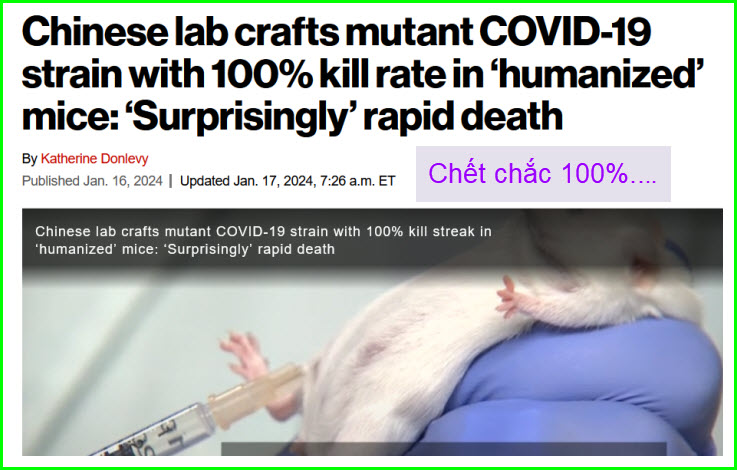 Chinese lab crafts mutant COVID-19
strain with 100% kill rate in ‘humanized’
mice: ‘Surprisingly’ rapid death
By Katherine Donlevy
Published Jan. 16, 2024 | Updated Jan. 17, 2024, 7:26 a.m. ET
Chết chắc 100%....
Chinese lab crafts mutant COVID-19 strain with 100% kill streak in
‘humanized’ mice: ‘Surprisingly’ rapid death